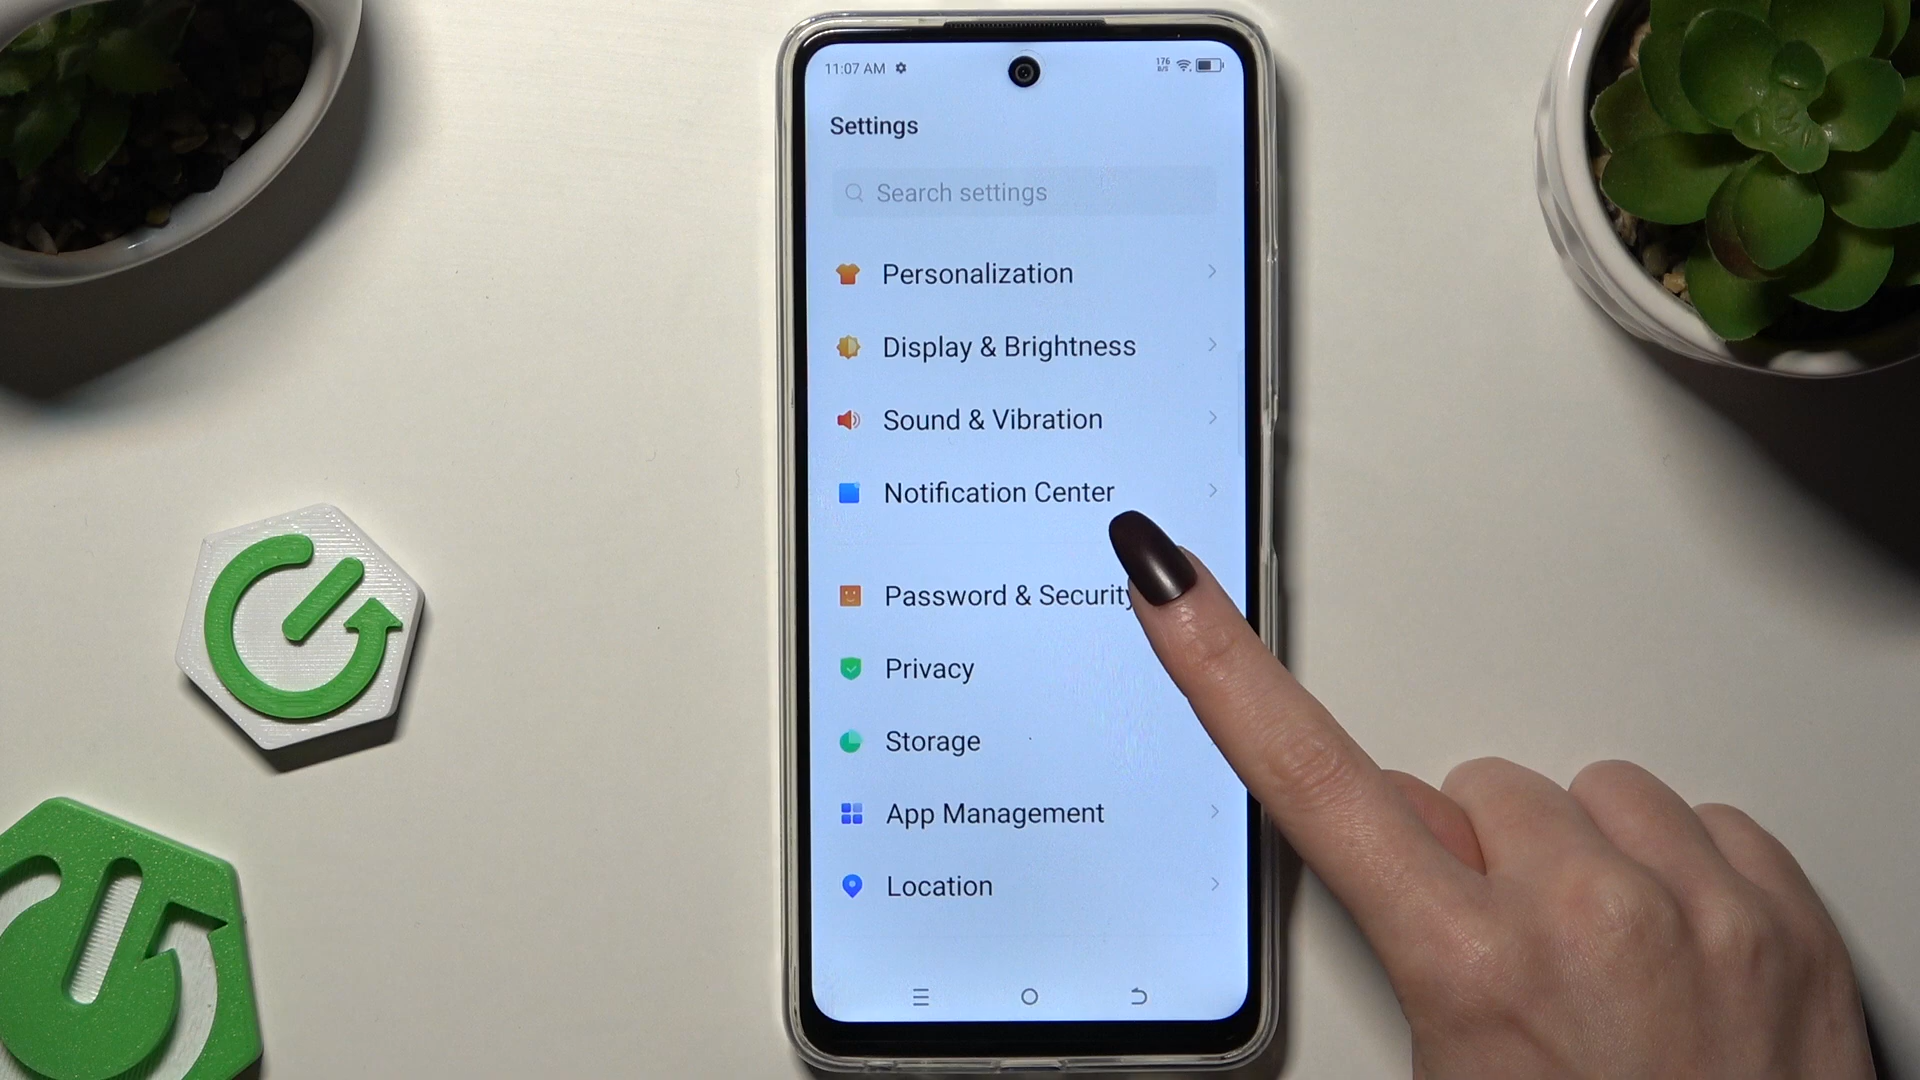 11:07 AM
176 B/S
Settings
Search settings
Personalization
Display & Brightness
Sound & Vibration
Notification Center
Password & Security
Privacy
Storage
App Management
Location